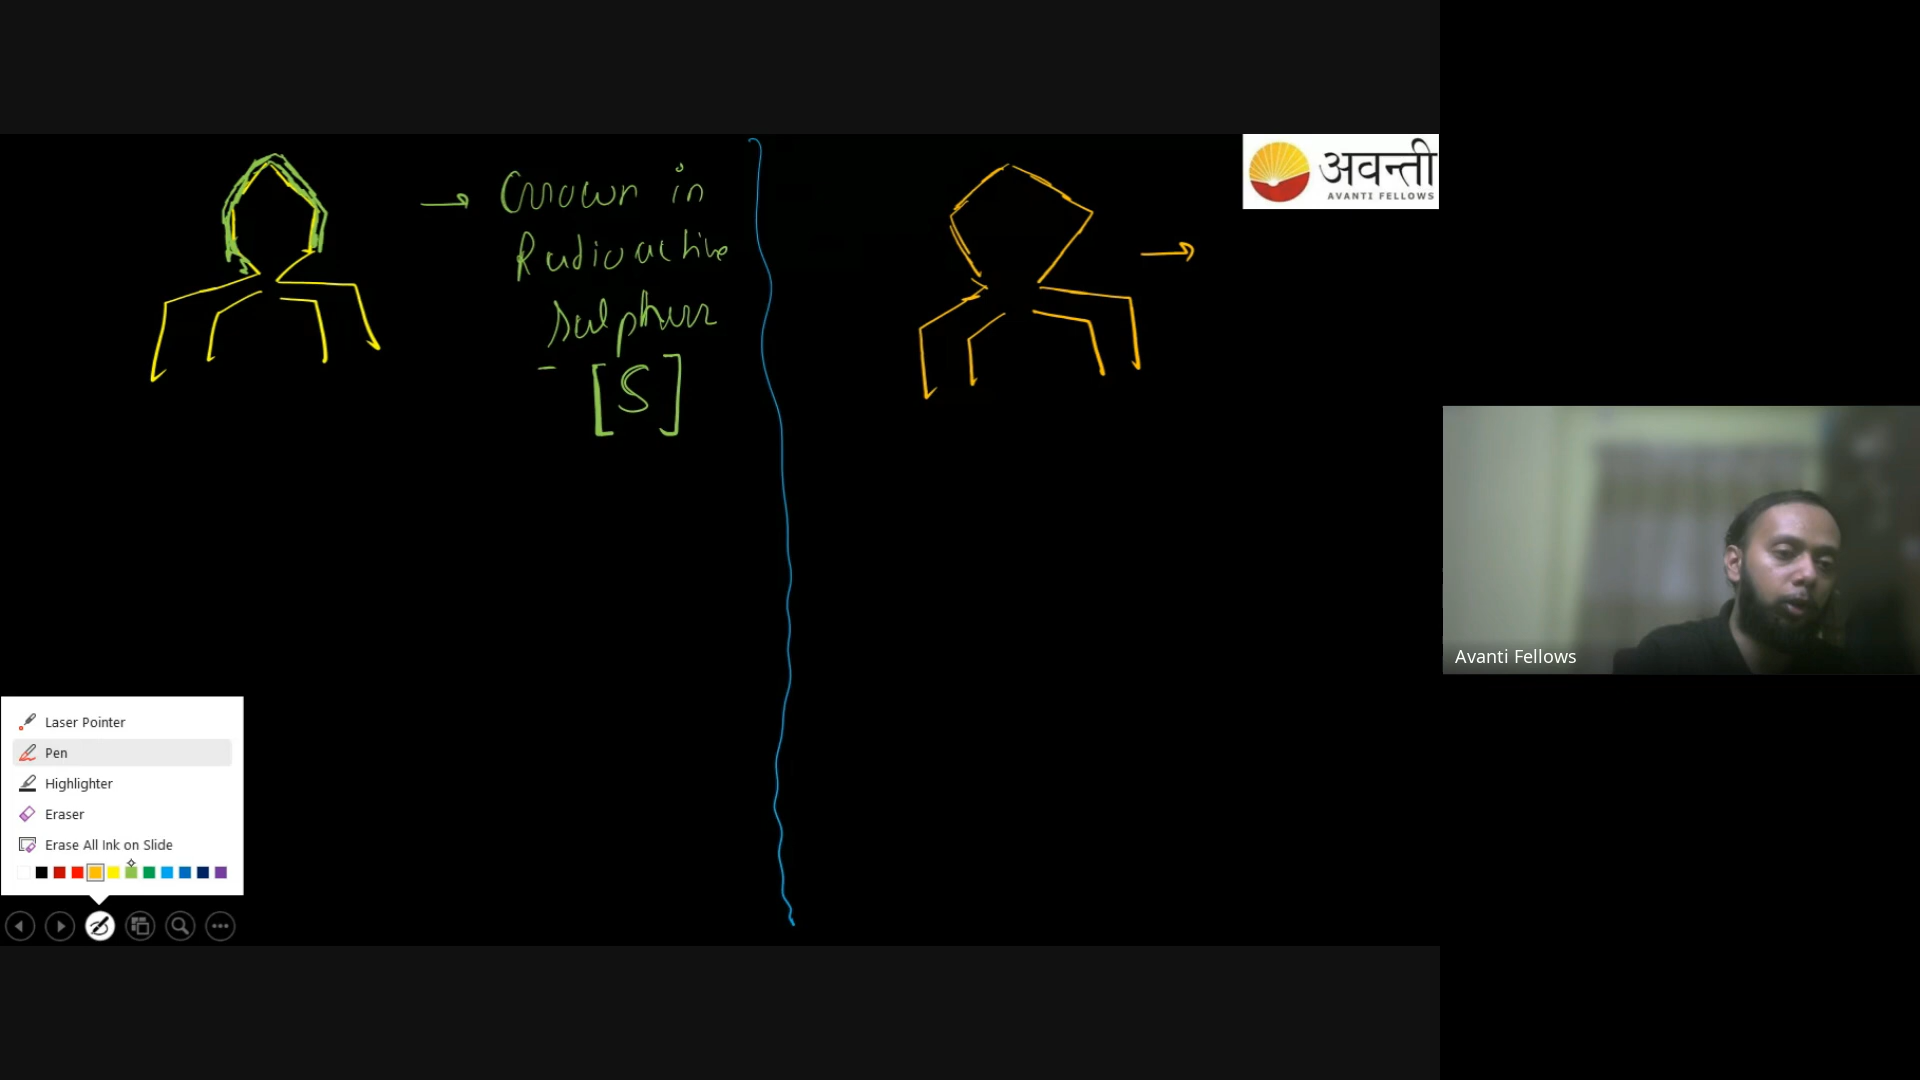 → Grown in
Radioactive
Sulphur
[S]
→
अवन्ती
AVANTI FELLOWS
Avanti Fellows
Laser Pointer
Pen
Highlighter
Eraser
Erase All Ink on Slide